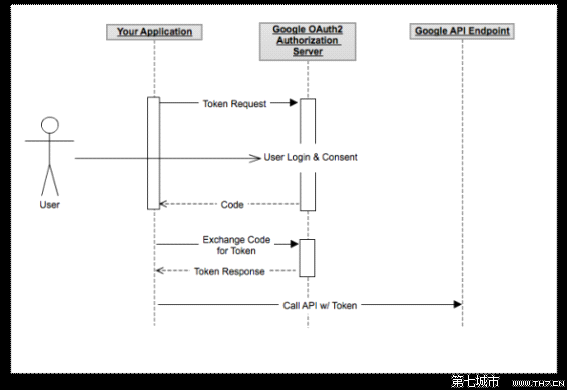 Your Application
Google OAuth2
Authorization
Server
Google API Endpoint
Token Request
User Login & Consent
User
Code
Exchange Code
for Token
Token Response
Call API w/ Token
第七城市 www.TH7.CN